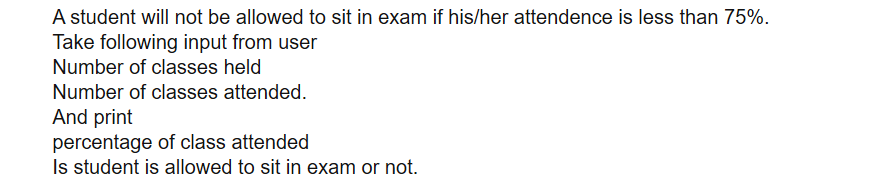 A student will not be allowed to sit in exam if his/her attendence is less than 75%.
Take following input from user
Number of classes held
Number of classes attended.
And print
percentage of class attended
Is student is allowed to sit in exam or not.